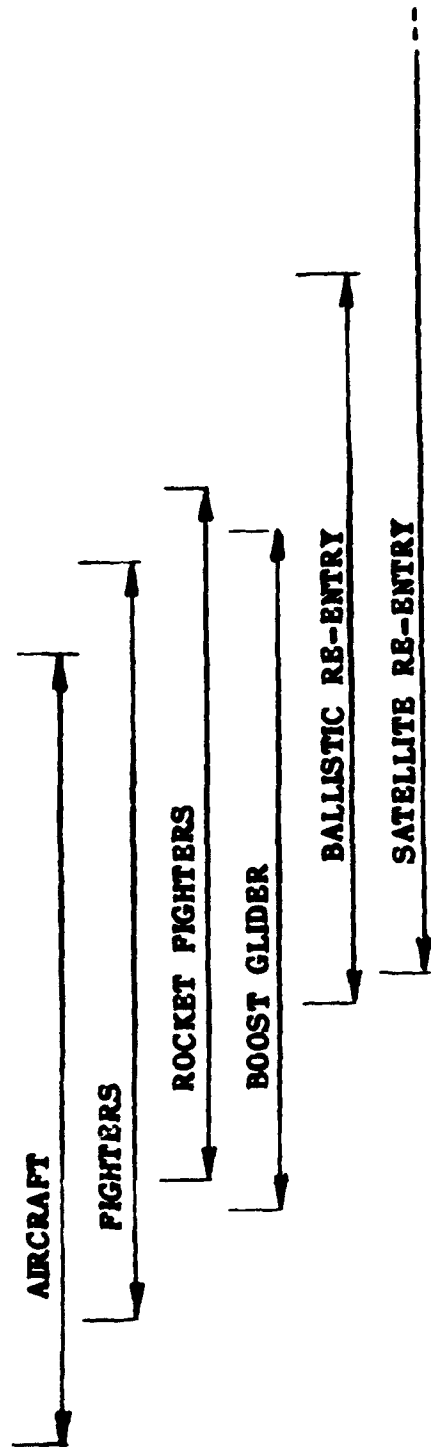 AIRCRAFT
FIGHTERS
ROCKET FIGHTERS
BOOST GLIDER
BALLISTIC RE-ENTRY
SATELLITE RE-ENTRY